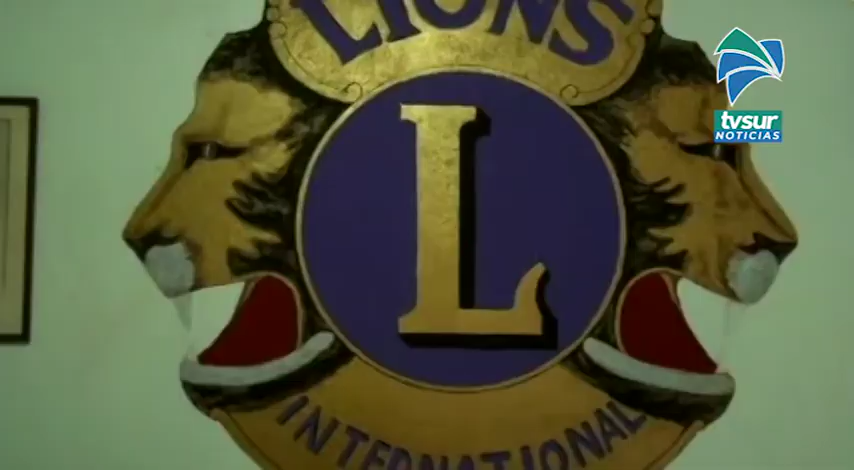 LIONS
L
INTERNATIONAL
tvsur
NOTICIAS